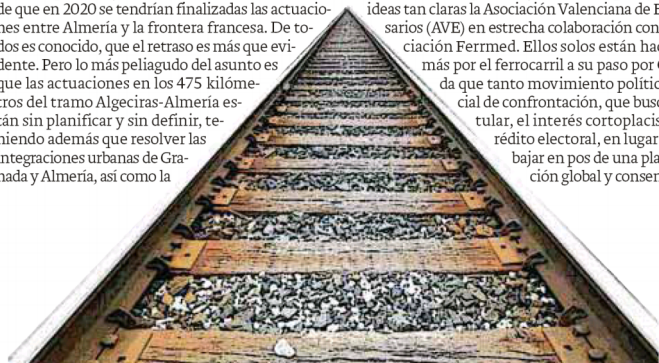 de que en 2020 se tendrían finalizadas las actuacio-
nes entre Almería y la frontera francesa. De to-
dos es conocido, que el retraso es más que evi-
dente. Pero lo más peliagudo del asunto es
que las actuaciones en los 475 kilóme-
tros del tramo Algeciras-Almería es-
tán sin planificar y sin definir, te-
niendo además que resolver las
integraciones urbanas de Gra-
nada y Almería, así como la
ideas tan claras la Asociación Valenciana de E
sarios (AVE) en estrecha colaboración con
ciación Ferrmed. Ellos solos están hac
más por el ferrocarril a su paso por G
da que tanto movimiento polític
cial de confrontación, que busc
tular, el interés cortoplacis
rédito electoral, en lugar
bajar en pos de una pla
ción global y consen